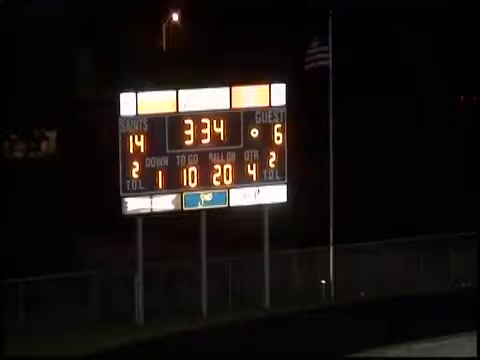 SAINTS 3:34 GUEST
14 6
2 DOWN TO GO BALL ON QTR 2
T.O.L 1 10 20 4 T.O.L